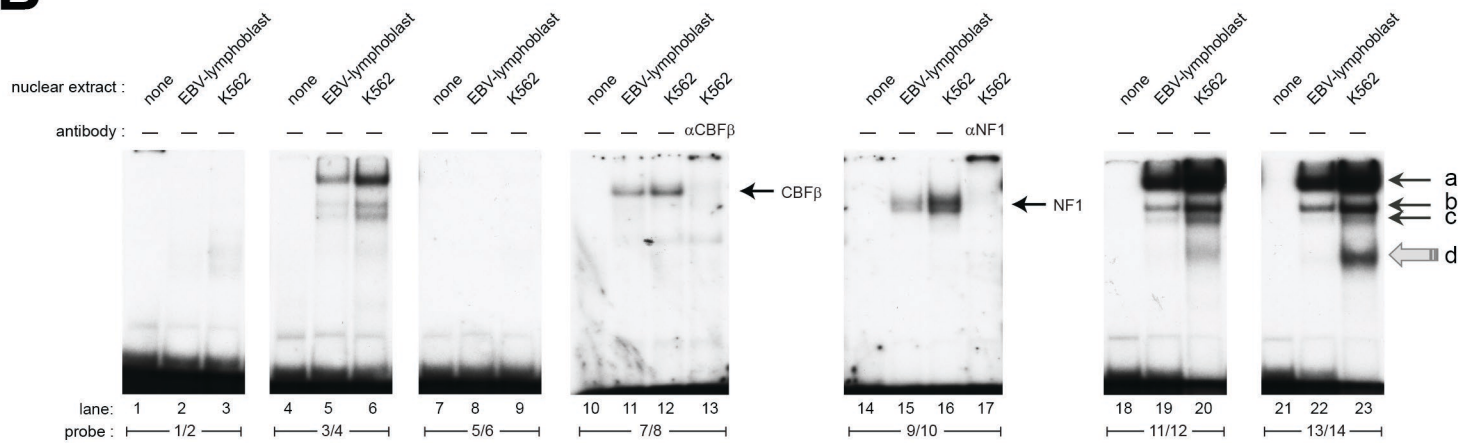 B
nuclear extract : none EBV-lymphoblast K562 none EBV-lymphoblast K562 none EBV-lymphoblast K562 none EBV-lymphoblast K562 K562 none EBV-lymphoblast K562 K562 none EBV-lymphoblast K562 none EBV-lymphoblast K562
antibody : — — — — — — — — — — — — αCBFβ — — — αNF1 — — — — — —
CBFβ
NF1
a
b
c
d
lane: 1 2 3 4 5 6 7 8 9 10 11 12 13 14 15 16 17 18 19 20 21 22 23
probe : 1/2 3/4 5/6 7/8 9/10 11/12 13/14